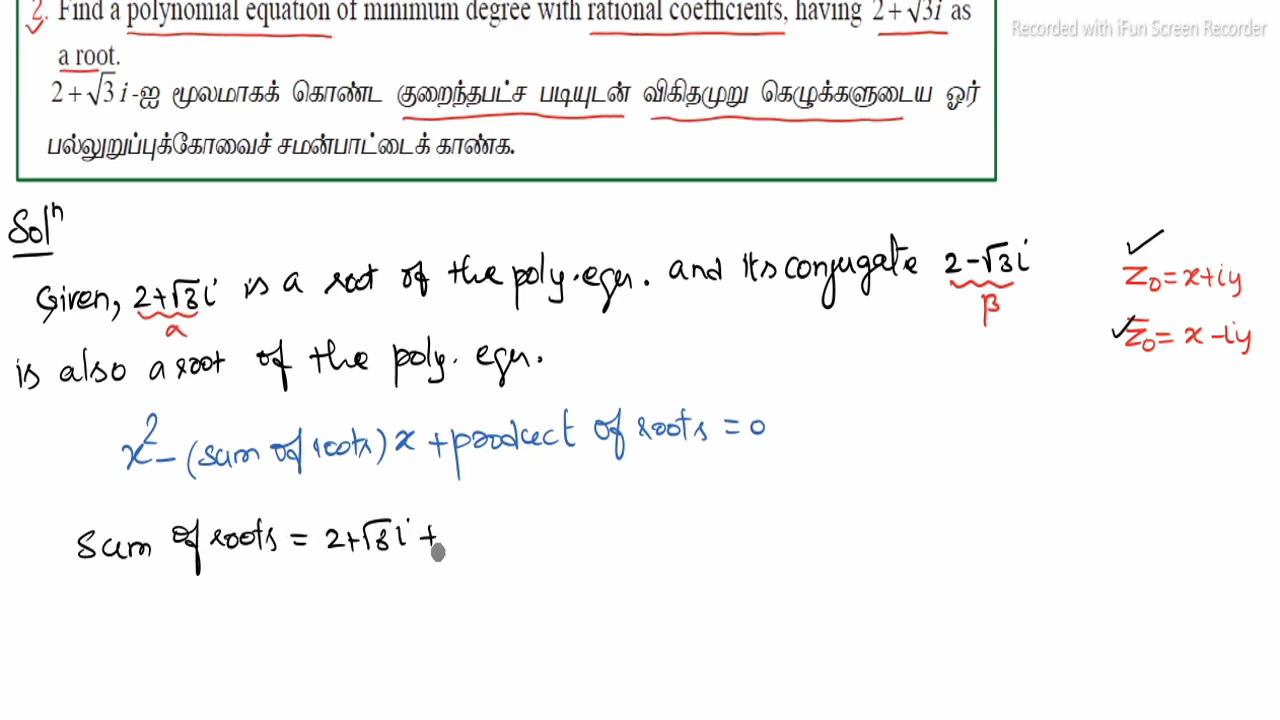 2. Find a polynomial equation of minimum degree with rational coefficients, having 2 + √3i as
a root.
2 + √3 i -ஐ மூலமாகக் கொண்ட குறைந்தபட்ச படியுடன் விகிதமுறு கெழுக்களுடைய ஓர்
பல்லுறுப்புக்கோவைச் சமன்பாட்டைக் காண்க.
Recorded with iFun Screen Recorder
Solⁿ
Given, 2+√3i is a root of the poly.eqn. and its conjugate 2-√3i
α β
is also a root of the poly. eqn.
z₀ = x+iy
z̄₀ = x-iy
x² - (sum of roots) x + product of roots = 0
Sum of roots = 2+√3i +